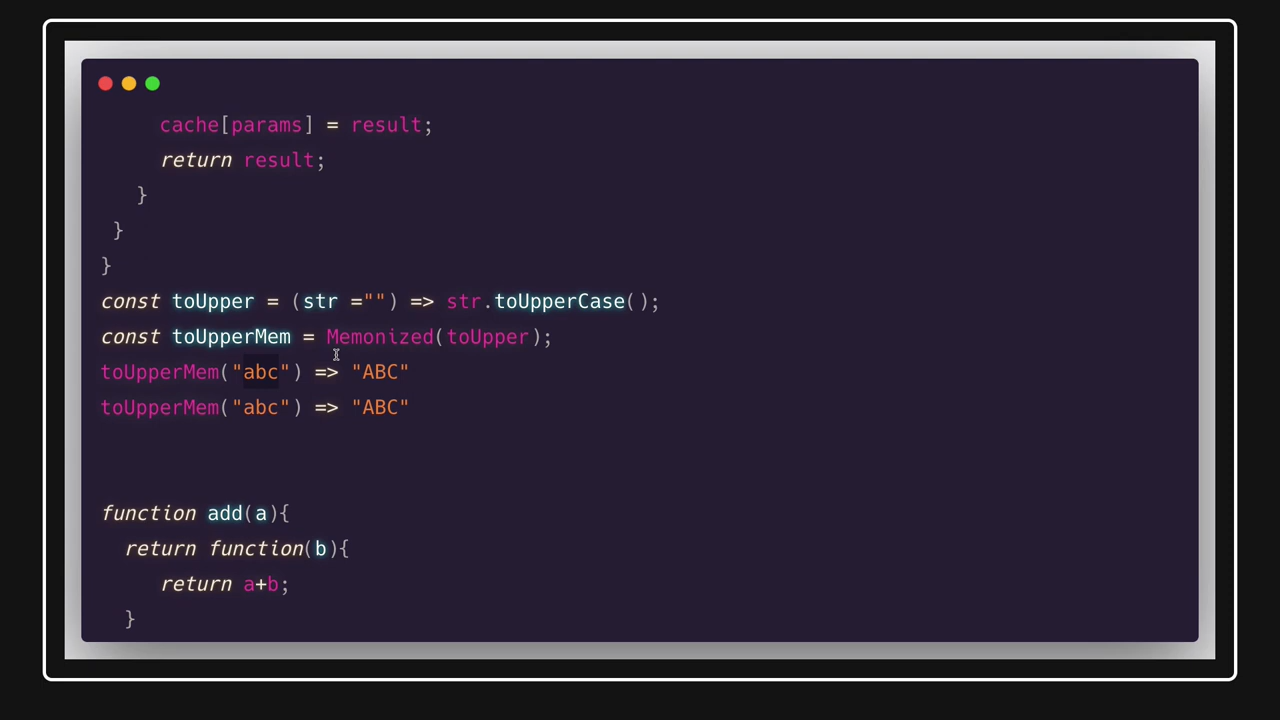 cache[params] = result;
return result;
}
}
}
const toUpper = (str ="") => str.toUpperCase();
const toUpperMem = Memonized(toUpper);
toUpperMem("abc") => "ABC"
toUpperMem("abc") => "ABC"
function add(a){
return function(b){
return a+b;
}